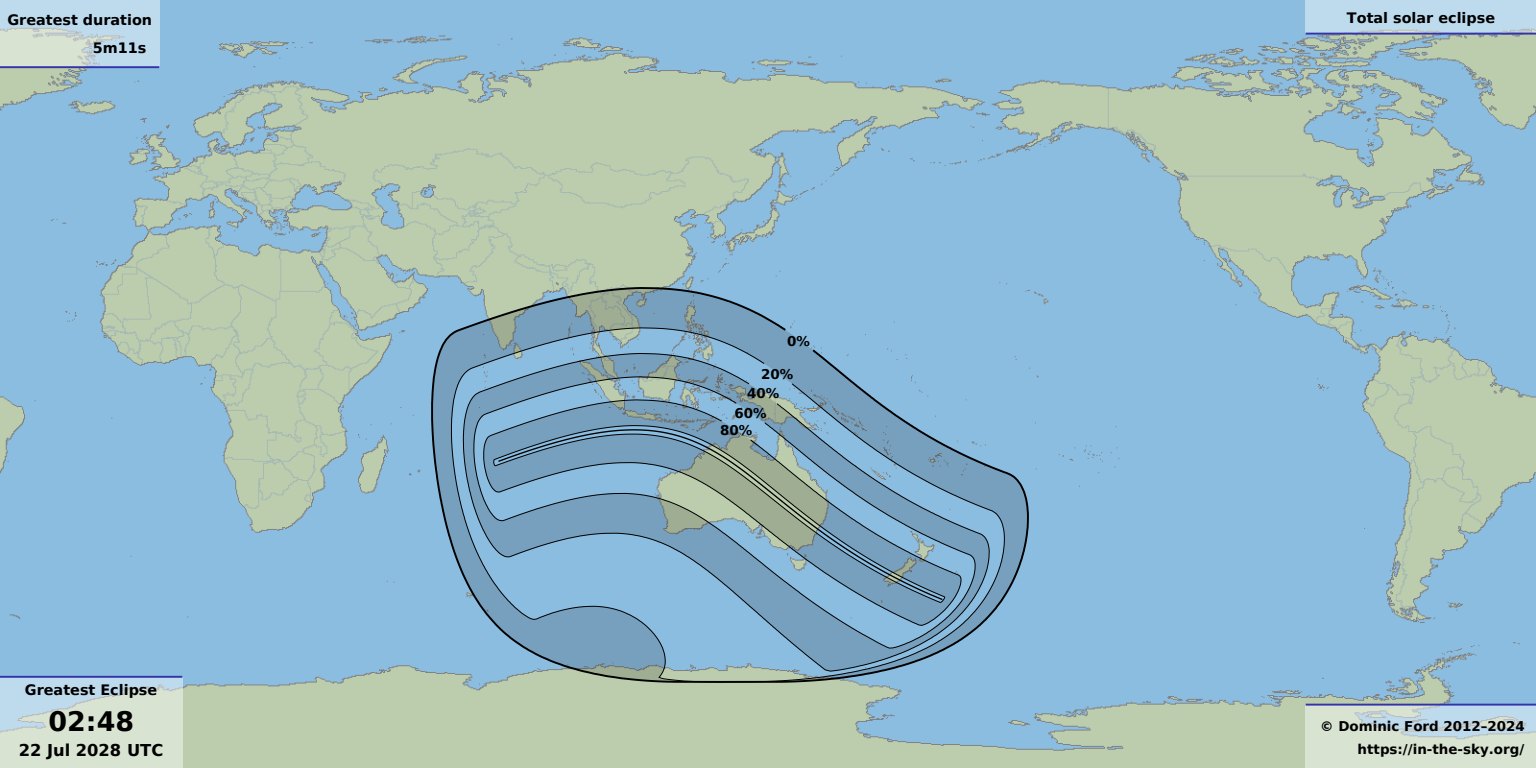 Greatest duration
5m11s
Total solar eclipse
0%
20%
40%
60%
80%
Greatest Eclipse
02:48
22 Jul 2028 UTC
© Dominic Ford 2012–2024
https://in-the-sky.org/